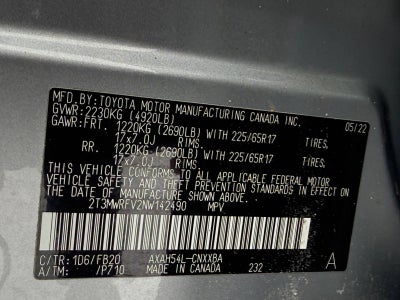 MFD.BY:TOYOTA MOTOR MANUFACTURING CANADA INC.
GVWR:2230KG (4920LB) 05/22
GAWR:FRT. 1220KG (2690LB) WITH 225/65R17 TIRES,
17x7.0J
RR. 1220KG (2690LB) WITH 225/65R17 TIRES,
17x7.0J
THIS VEHICLE CONFORMS TO ALL APPLICABLE FEDERAL MOTOR
VEHICLE SAFETY AND THEFT PREVENTION STANDARDS IN EFFECT
ON THE DATE OF MANUFACTURE SHOWN ABOVE.
2T3MWRFV2NW142490 MPV
C/TR:1D6/FB20 AXAH54L-CNXXBA A
A/TM: /P710 MADE IN CANADA 232